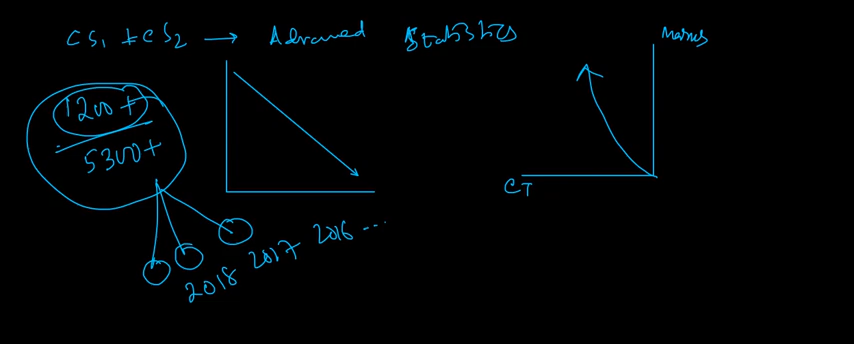 CS1 + CS2 → Advanced Statistics
Marks
1200+
5300+
CT
2018 2017 2016 ...